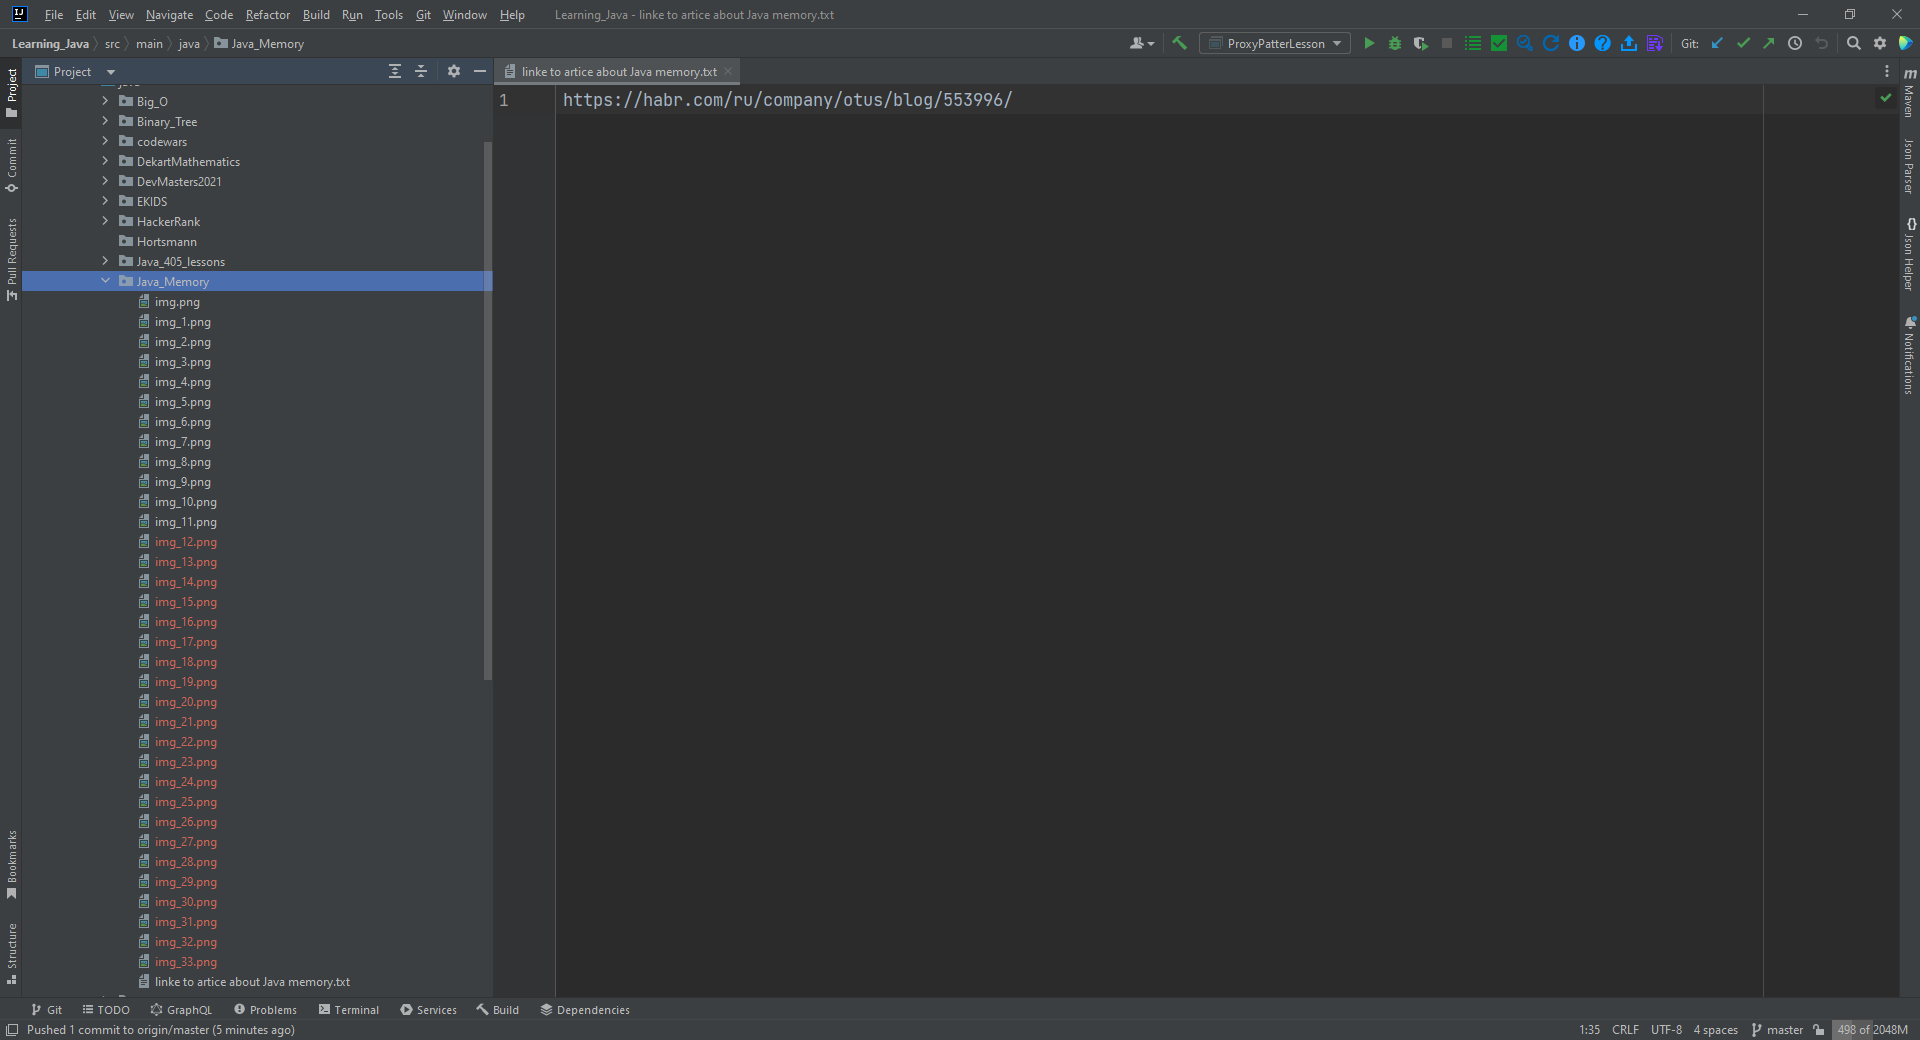 File Edit View Navigate Code Refactor Build Run Tools Git Window Help Learning_Java - linke to artice about Java memory.txt
Learning_Java src main java Java_Memory ProxyPatterLesson Git:
Project linke to artice about Java memory.txt
1 https://habr.com/ru/company/otus/blog/553996/
Big_O
Binary_Tree
codewars
DekartMathematics
DevMasters2021
EKIDS
HackerRank
Hortsmann
Java_405_lessons
Java_Memory
img.png
img_1.png
img_2.png
img_3.png
img_4.png
img_5.png
img_6.png
img_7.png
img_8.png
img_9.png
img_10.png
img_11.png
img_12.png
img_13.png
img_14.png
img_15.png
img_16.png
img_17.png
img_18.png
img_19.png
img_20.png
img_21.png
img_22.png
img_23.png
img_24.png
img_25.png
img_26.png
img_27.png
img_28.png
img_29.png
img_30.png
img_31.png
img_32.png
img_33.png
linke to artice about Java memory.txt
Project
Commit
Pull Requests
Bookmarks
Structure
Maven
Json Parser
Json Helper
Notifications
Git TODO GraphQL Problems Terminal Services Build Dependencies
Pushed 1 commit to origin/master (5 minutes ago) 1:35 CRLF UTF-8 4 spaces master 498 of 2048M